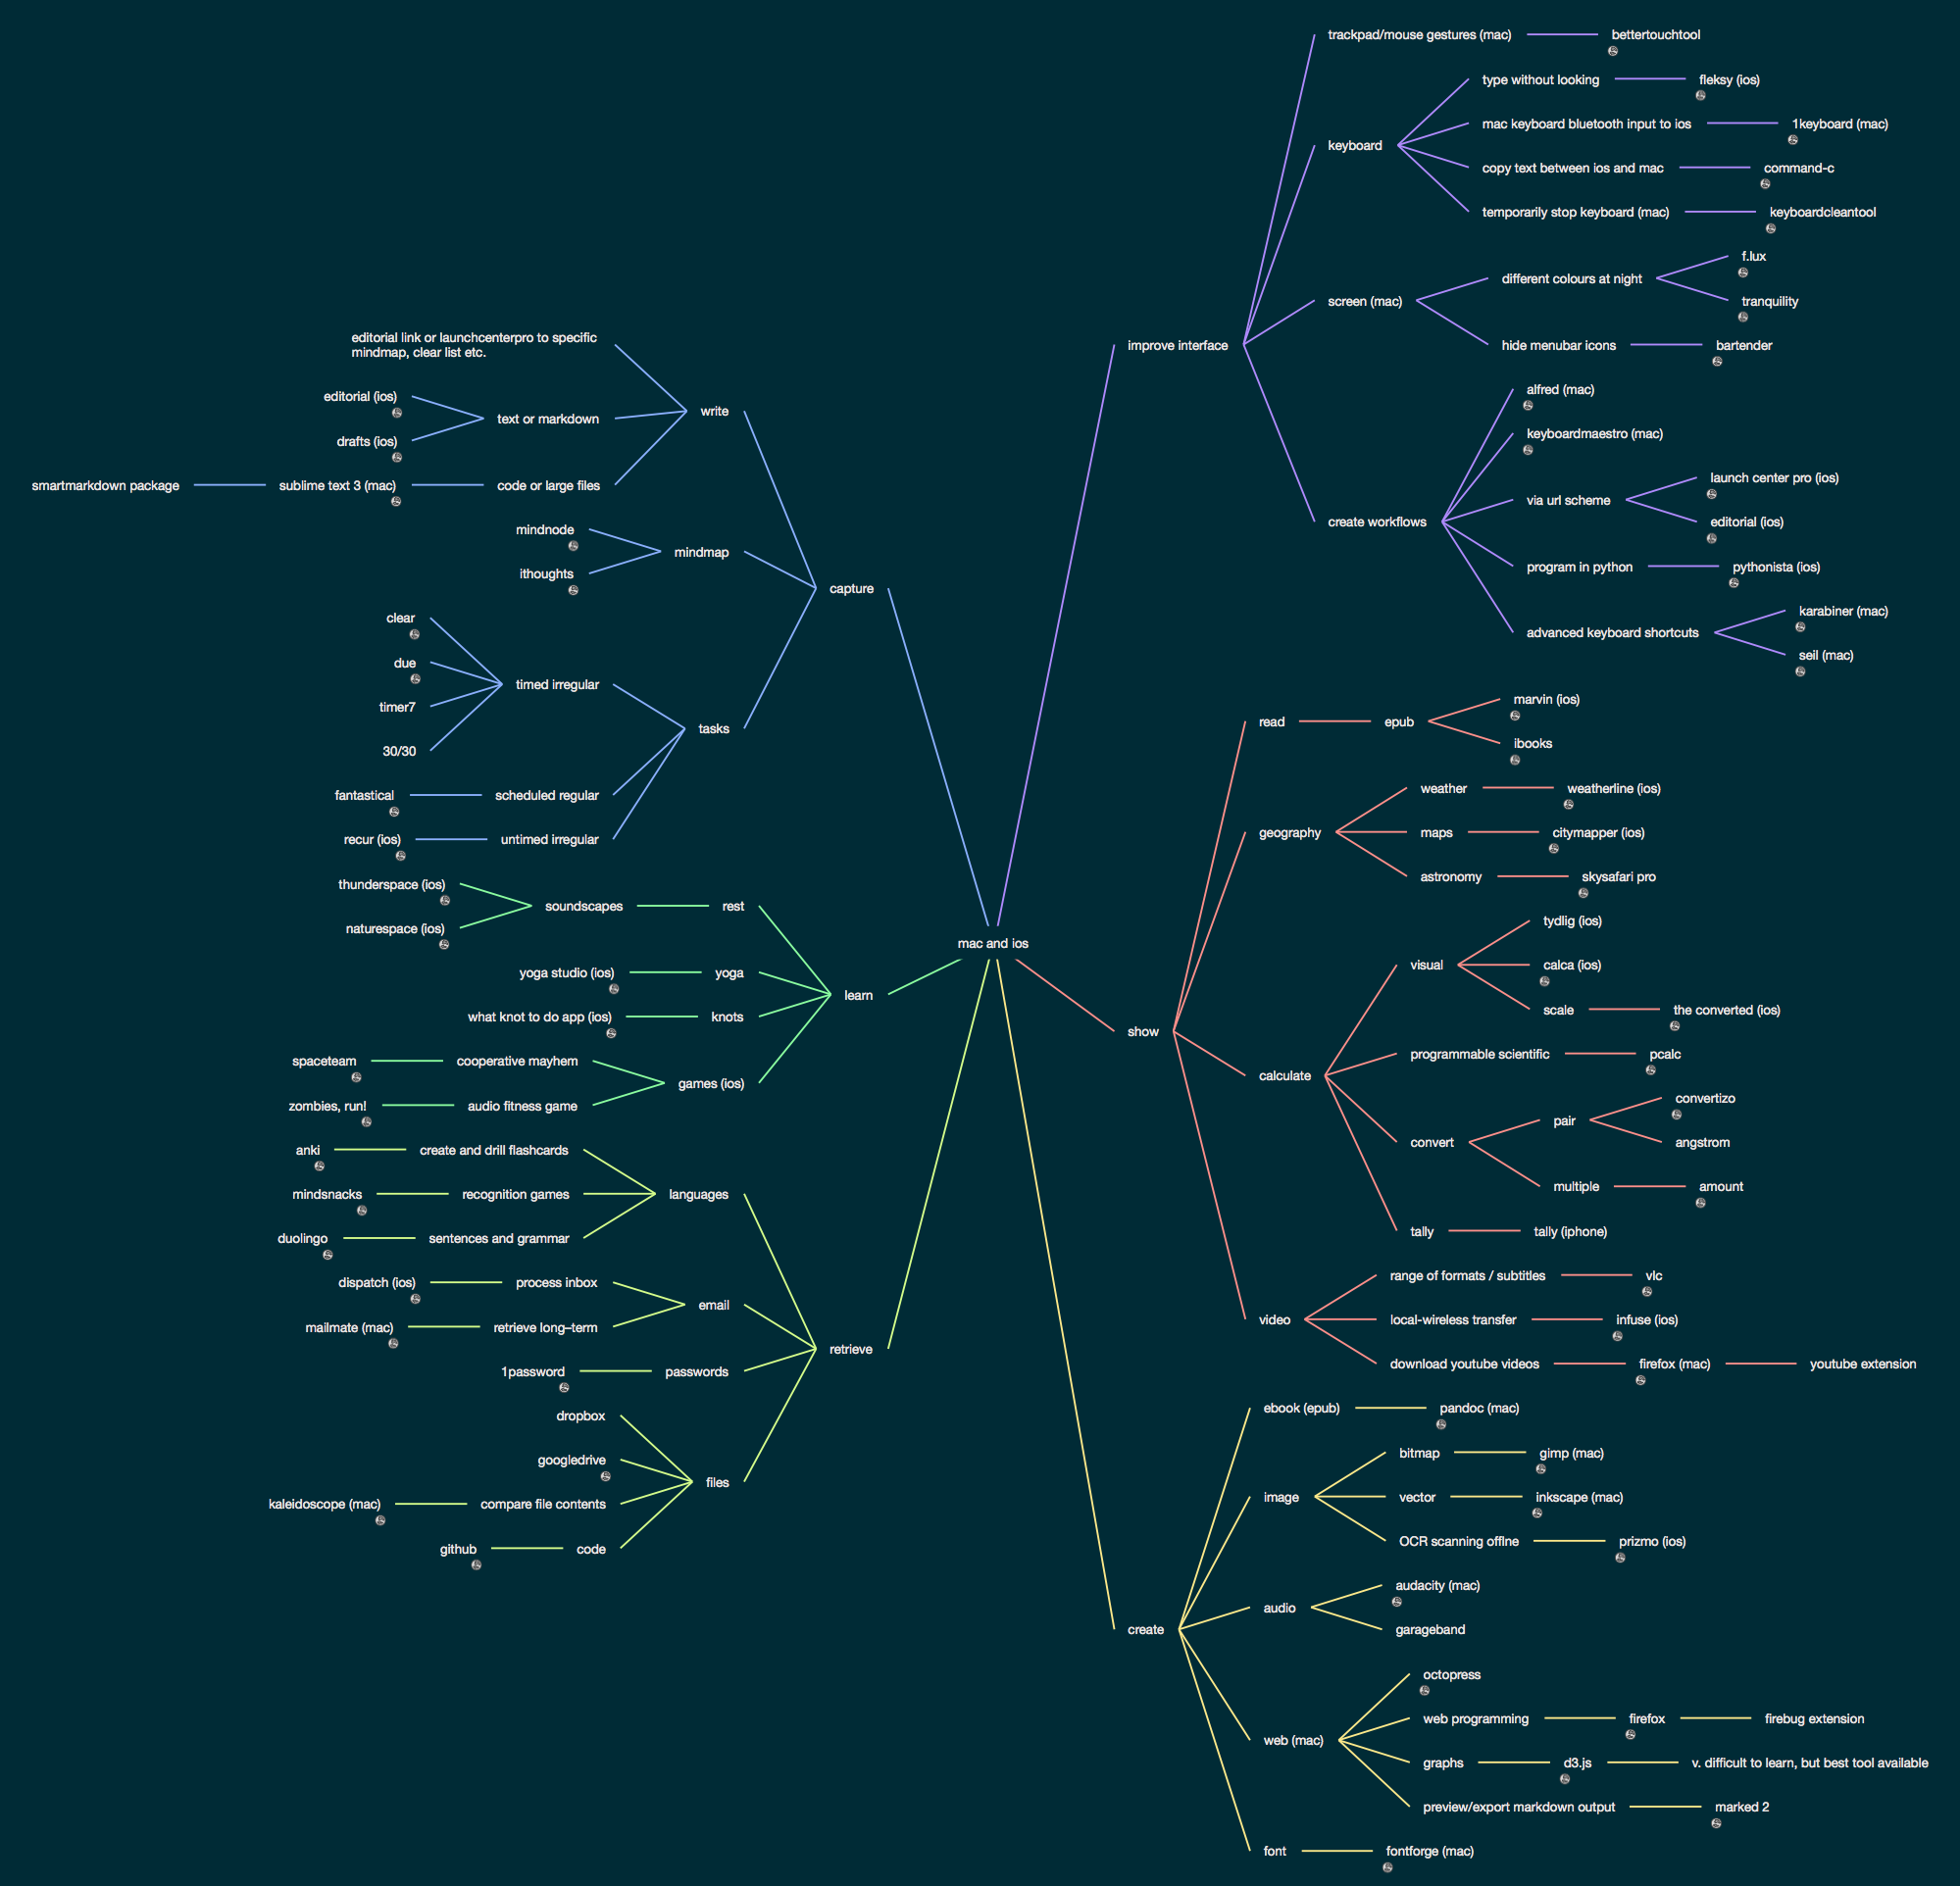 mac and ios
improve interface
trackpad/mouse gestures (mac)
bettertouchtool
keyboard
type without looking
fleksy (ios)
mac keyboard bluetooth input to ios
1keyboard (mac)
copy text between ios and mac
command-c
temporarily stop keyboard (mac)
keyboardcleantool
screen (mac)
different colours at night
f.lux
tranquility
hide menubar icons
bartender
create workflows
alfred (mac)
keyboardmaestro (mac)
via url scheme
launch center pro (ios)
editorial (ios)
program in python
pythonista (ios)
advanced keyboard shortcuts
karabiner (mac)
seil (mac)
show
read
epub
marvin (ios)
ibooks
geography
weather
weatherline (ios)
maps
citymapper (ios)
astronomy
skysafari pro
calculate
visual
tydlig (ios)
calca (ios)
scale
the converted (ios)
programmable scientific
pcalc
convert
pair
convertizo
angstrom
multiple
amount
tally
tally (iphone)
video
range of formats / subtitles
vlc
local-wireless transfer
infuse (ios)
download youtube videos
firefox (mac)
youtube extension
create
ebook (epub)
pandoc (mac)
image
bitmap
gimp (mac)
vector
inkscape (mac)
OCR scanning offlne
prizmo (ios)
audio
audacity (mac)
garageband
web (mac)
octopress
web programming
firefox
firebug extension
graphs
d3.js
v. difficult to learn, but best tool available
preview/export markdown output
marked 2
font
fontforge (mac)
capture
write
editorial link or launchcenterpro to specific
mindmap, clear list etc.
text or markdown
editorial (ios)
drafts (ios)
code or large files
sublime text 3 (mac)
smartmarkdown package
mindmap
mindnode
ithoughts
tasks
timed irregular
clear
due
timer7
30/30
scheduled regular
fantastical
untimed irregular
recur (ios)
learn
rest
soundscapes
thunderspace (ios)
naturespace (ios)
yoga
yoga studio (ios)
knots
what knot to do app (ios)
games (ios)
cooperative mayhem
spaceteam
audio fitness game
zombies, run!
retrieve
languages
create and drill flashcards
anki
recognition games
mindsnacks
sentences and grammar
duolingo
email
process inbox
dispatch (ios)
retrieve long–term
mailmate (mac)
passwords
1password
files
dropbox
googledrive
compare file contents
kaleidoscope (mac)
code
github